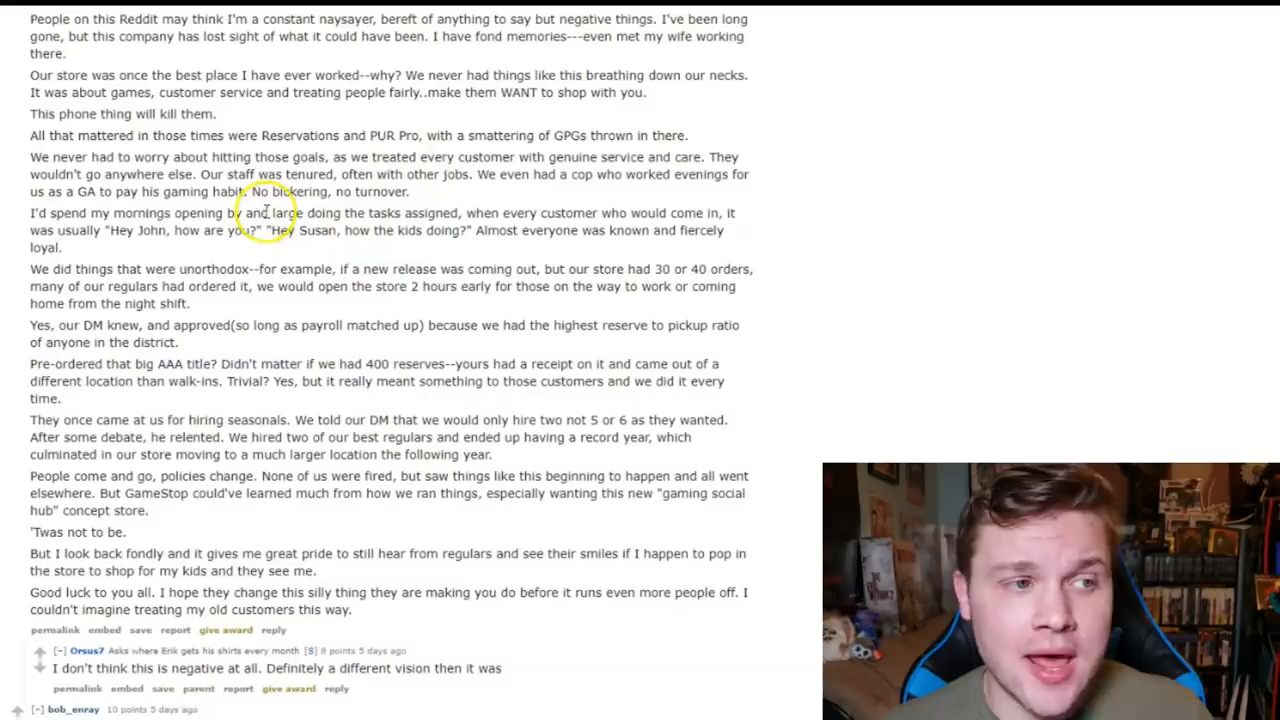 People on this Reddit may think I'm a constant naysayer, bereft of anything to say but negative things. I've been long
gone, but this company has lost sight of what it could have been. I have fond memories---even met my wife working
there.
Our store was once the best place I have ever worked--why? We never had things like this breathing down our necks.
It was about games, customer service and treating people fairly..make them WANT to shop with you.
This phone thing will kill them.
All that mattered in those times were Reservations and PUR Pro, with a smattering of GPGs thrown in there.
We never had to worry about hitting those goals, as we treated every customer with genuine service and care. They
wouldn't go anywhere else. Our staff was tenured, often with other jobs. We even had a cop who worked evenings for
us as a GA to pay his gaming habit. No bickering, no turnover.
I'd spend my mornings opening by and large doing the tasks assigned, when every customer who would come in, it
was usually "Hey John, how are you?" "Hey Susan, how the kids doing?" Almost everyone was known and fiercely
loyal.
We did things that were unorthodox--for example, if a new release was coming out, but our store had 30 or 40 orders,
many of our regulars had ordered it, we would open the store 2 hours early for those on the way to work or coming
home from the night shift.
Yes, our DM knew, and approved(so long as payroll matched up) because we had the highest reserve to pickup ratio
of anyone in the district.
Pre-ordered that big AAA title? Didn't matter if we had 400 reserves--yours had a receipt on it and came out of a
different location than walk-ins. Trivial? Yes, but it really meant something to those customers and we did it every
time.
They once came at us for hiring seasonals. We told our DM that we would only hire two not 5 or 6 as they wanted.
After some debate, he relented. We hired two of our best regulars and ended up having a record year, which
culminated in our store moving to a much larger location the following year.
People come and go, policies change. None of us were fired, but saw things like this beginning to happen and all went
elsewhere. But GameStop could've learned much from how we ran things, especially wanting this new "gaming social
hub" concept store.
'Twas not to be.
But I look back fondly and it gives me great pride to still hear from regulars and see their smiles if I happen to pop in
the store to shop for my kids and they see me.
Good luck to you all. I hope they change this silly thing they are making you do before it runs even more people off. I
couldn't imagine treating my old customers this way.
permalink embed save report give award reply
[-] Orsus7 Asks where Erik gets his shirts every month [S] 8 points 5 days ago
I don't think this is negative at all. Definitely a different vision then it was
permalink embed save parent report give award reply
[-] bob_enray 10 points 5 days ago